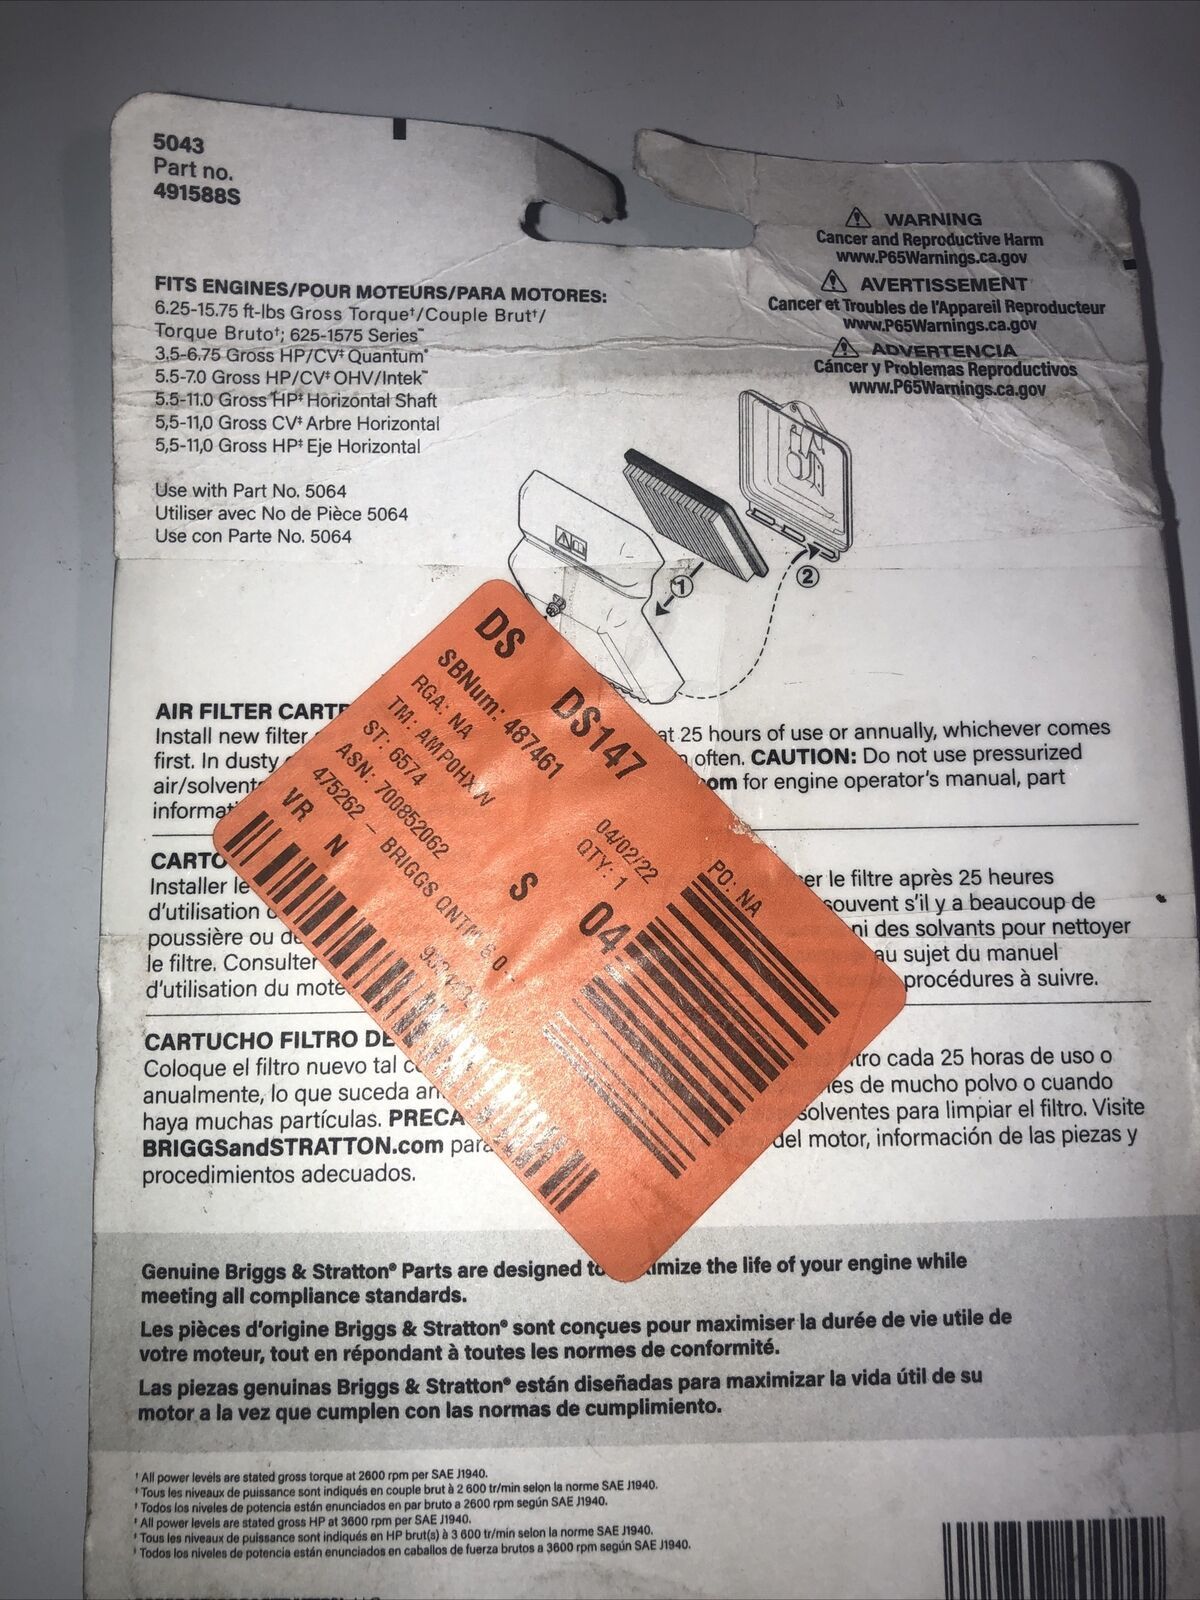 5043
Part no.
491588S
⚠ WARNING
Cancer and Reproductive Harm
www.P65Warnings.ca.gov
⚠ AVERTISSEMENT
Cancer et Troubles de l'Appareil Reproducteur
www.P65Warnings.ca.gov
⚠ ADVERTENCIA
Cáncer y Problemas Reproductivos
www.P65Warnings.ca.gov
FITS ENGINES/POUR MOTEURS/PARA MOTORES:
6.25-15.75 ft-lbs Gross Torque†/Couple Brut†/
Torque Bruto†; 625-1575 Series™
3,5-6.75 Gross HP/CV‡ Quantum®
5.5-7.0 Gross HP/CV‡ OHV/Intek™
5.5-11.0 Gross HP‡ Horizontal Shaft
5,5-11,0 Gross CV‡ Arbre Horizontal
5,5-11,0 Gross HP‡ Eje Horizontal
Use with Part No. 5064
Utiliser avec No de Pièce 5064
Use con Parte No. 5064
1
2
DS DS147
SBNum: 487461
RGA: NA
TM: AMP0HX
ST: 6574
ASN: 700852062
475262 – BRIGGS QNTM 6.0
VR N S 04
04/02/22
QTY: 1
PO: NA
AIR FILTER
Install new filter at 25 hours of use or annually, whichever comes
first. In dusty often. CAUTION: Do not use pressurized
for engine operator's manual, part
Installer le le filtre après 25 heures
d'utilisation souvent s'il y a beaucoup de
poussière ou ni des solvants pour nettoyer
le filtre. Consulter au sujet du manuel
d'utilisation du procédures à suivre.
CARTUCHO FILTRO DE
Coloque el filtro nuevo tal cada 25 horas de uso o
anualmente, lo que suceda de mucho polvo o cuando
haya muchas partículas. solventes para limpiar el filtro. Visite
BRIGGSandSTRATTON.com para del motor, información de las piezas y
procedimientos adecuados.
Genuine Briggs & Stratton® Parts are designed to the life of your engine while
meeting all compliance standards.
Les pièces d'origine Briggs & Stratton® sont conçues pour maximiser la durée de vie utile de
votre moteur, tout en répondant à toutes les normes de conformité.
Las piezas genuinas Briggs & Stratton® están diseñadas para maximizar la vida útil de su
motor a la vez que cumplen con las normas de cumplimiento.
† All power levels are stated gross torque at 2600 rpm per SAE J1940.
† Tous les niveaux de puissance sont indiqués en couple brut à 2 600 tr/min selon la norme SAE J1940.
† Todos los niveles de potencia están enunciados en par bruto a 2600 rpm según SAE J1940.
‡ All power levels are stated gross HP at 3600 rpm per SAE J1940.
‡ Tous les niveaux de puissance sont indiqués en HP brut(s) à 3 600 tr/min selon la norme SAE J1940.
‡ Todos los niveles de potencia están enunciados en caballos de fuerza brutos a 3600 rpm según SAE J1940.